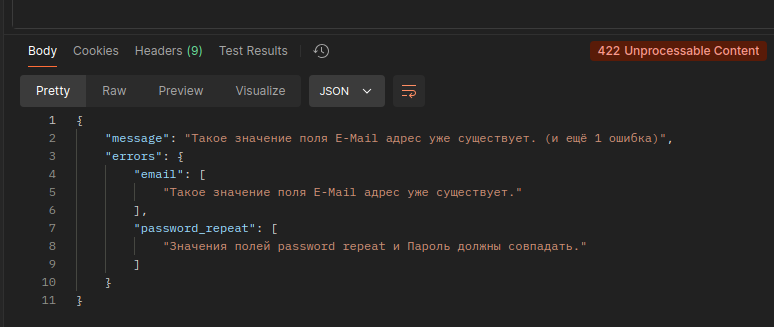 Body Cookies Headers (9) Test Results 422 Unprocessable Content
Pretty Raw Preview Visualize JSON
1 {
2 "message": "Такое значение поля E-Mail адрес уже существует. (и ещё 1 ошибка)",
3 "errors": {
4 "email": [
5 "Такое значение поля E-Mail адрес уже существует."
6 ],
7 "password_repeat": [
8 "Значения полей password repeat и Пароль должны совпадать."
9 ]
10 }
11 }